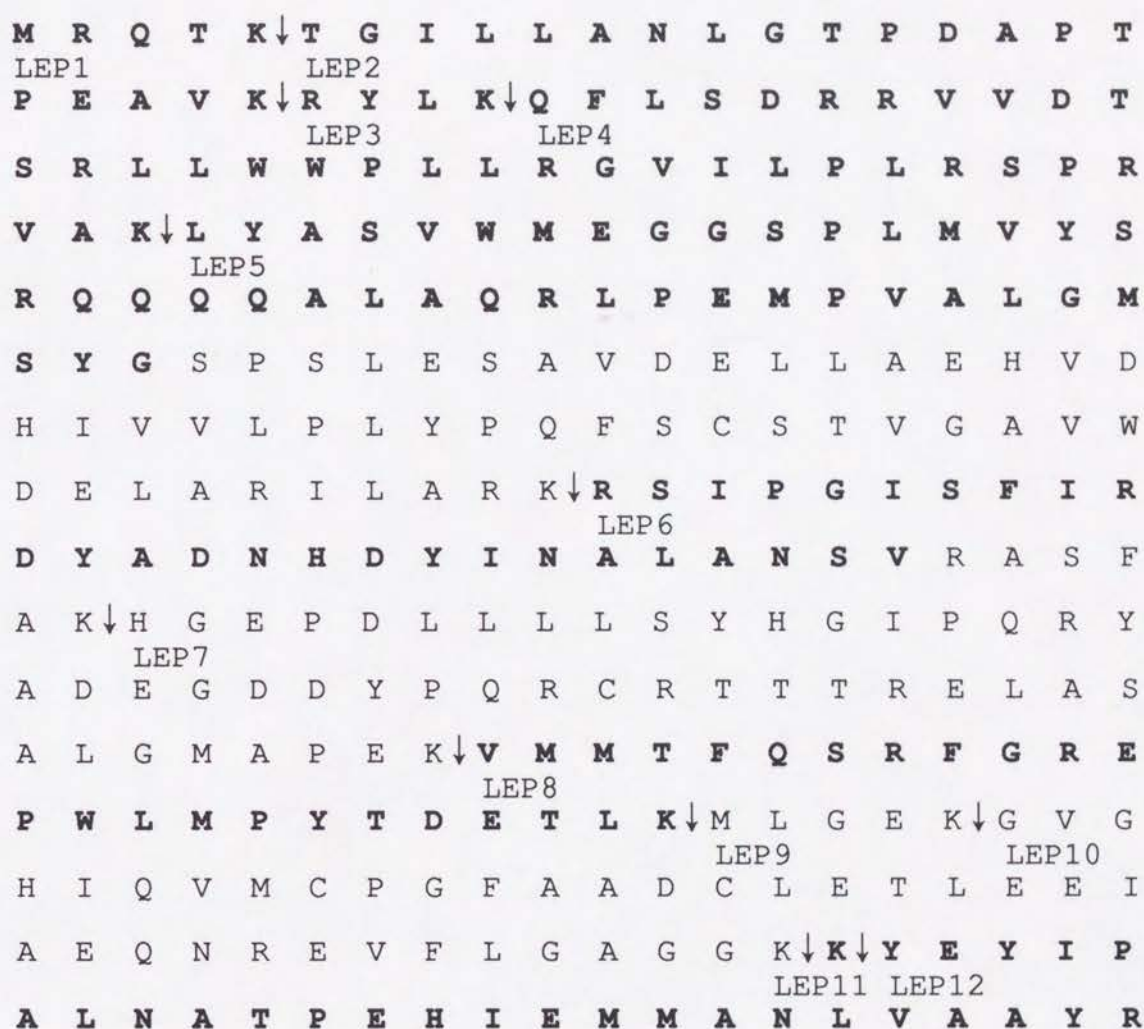 M R Q T K↓T G I L L A N L G T P D A P T
LEP1 LEP2
P E A V K↓R Y L K↓Q F L S D R R V V D T
LEP3 LEP4
S R L L W W P L L R G V I L P L R S P R
V A K↓L Y A S V W M E G G S P L M V Y S
LEP5
R Q Q Q Q A L A Q R L P E M P V A L G M
S Y G S P S L E S A V D E L L A E H V D
H I V V L P L Y P Q F S C S T V G A V W
D E L A R I L A R K↓R S I P G I S F I R
LEP6
D Y A D N H D Y I N A L A N S V R A S F
A K↓H G E P D L L L L S Y H G I P Q R Y
LEP7
A D E G D D Y P Q R C R T T T R E L A S
A L G M A P E K↓V M M T F Q S R F G R E
LEP8
P W L M P Y T D E T L K↓M L G E K↓G V G
LEP9 LEP10
H I Q V M C P G F A A D C L E T L E E I
A E Q N R E V F L G A G G K↓K↓Y E Y I P
LEP11 LEP12
A L N A T P E H I E M M A N L V A A Y R